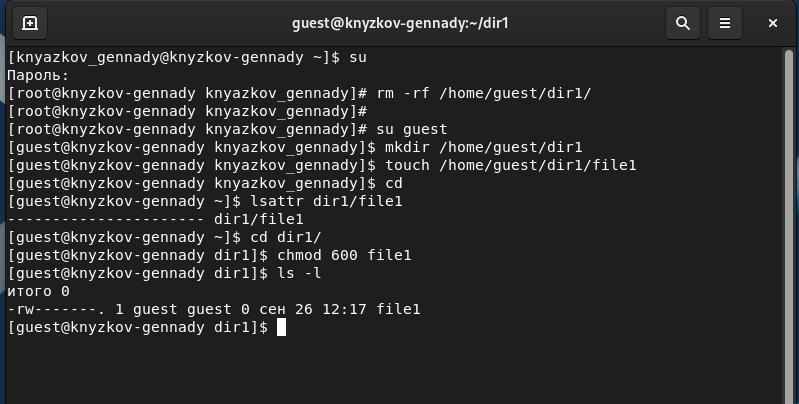 guest@knyzkov-gennady:~/dir1
[knyazkov_gennady@knyzkov-gennady ~]$ su
Пароль:
[root@knyzkov-gennady knyazkov_gennady]# rm -rf /home/guest/dir1/
[root@knyzkov-gennady knyazkov_gennady]#
[root@knyzkov-gennady knyazkov_gennady]# su guest
[guest@knyzkov-gennady knyazkov_gennady]$ mkdir /home/guest/dir1
[guest@knyzkov-gennady knyazkov_gennady]$ touch /home/guest/dir1/file1
[guest@knyzkov-gennady knyazkov_gennady]$ cd
[guest@knyzkov-gennady ~]$ lsattr dir1/file1
---------------------- dir1/file1
[guest@knyzkov-gennady ~]$ cd dir1/
[guest@knyzkov-gennady dir1]$ chmod 600 file1
[guest@knyzkov-gennady dir1]$ ls -l
итого 0
-rw-------. 1 guest guest 0 сен 26 12:17 file1
[guest@knyzkov-gennady dir1]$